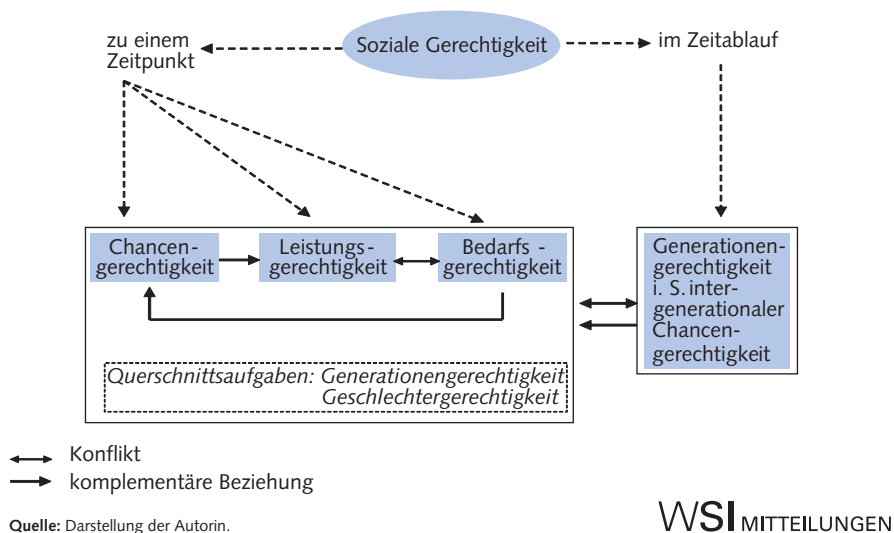 Soziale Gerechtigkeit
zu einem
Zeitpunkt
im Zeitablauf
Chancen-
gerechtigkeit
Leistungs-
gerechtigkeit
Bedarfs -
gerechtigkeit
Generationen-
gerechtigkeit
i. S. inter-
generationaler
Chancen-
gerechtigkeit
Querschnittsaufgaben: Generationengerechtigkeit
Geschlechtergerechtigkeit
Konflikt
komplementäre Beziehung
Quelle: Darstellung der Autorin.
WSI MITTEILUNGEN